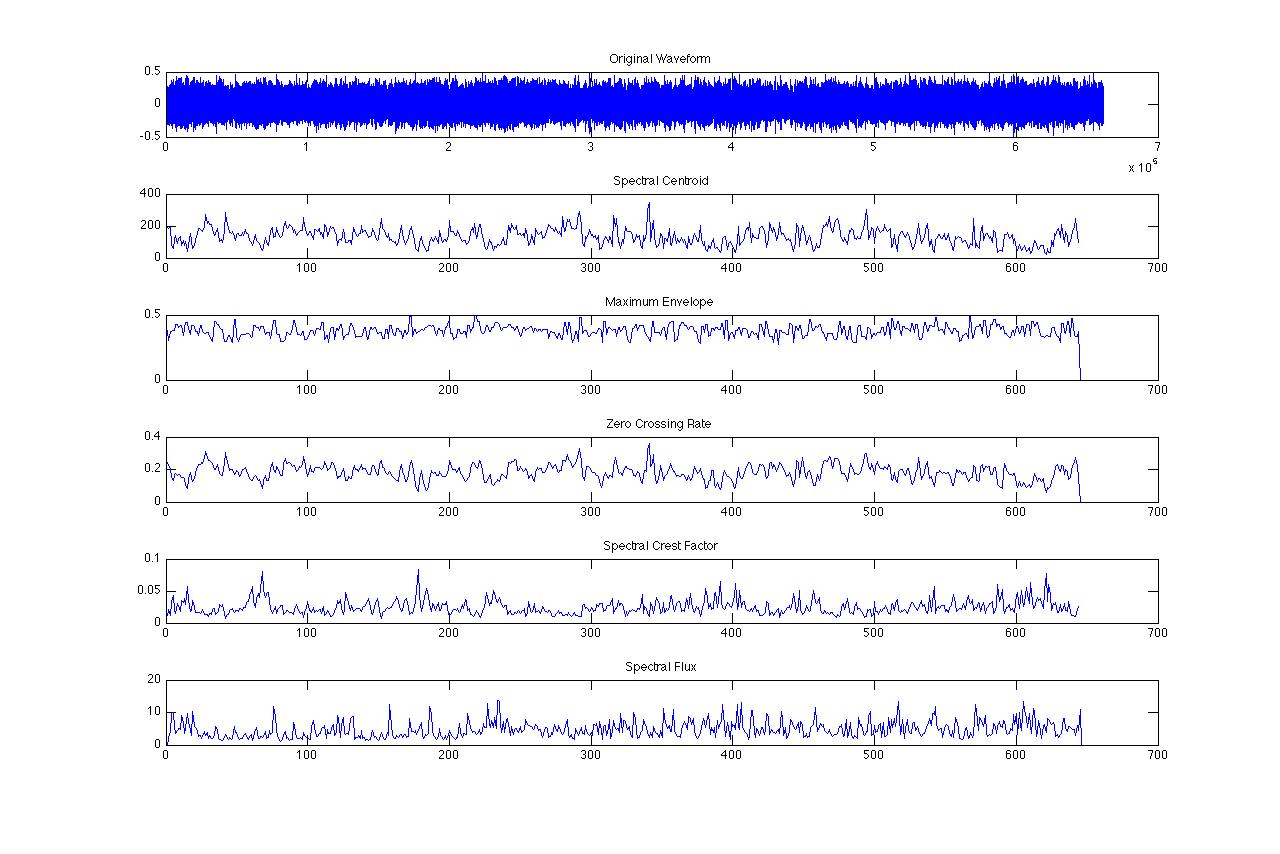 Original Waveform
0.5
0
-0.5
0 1 2 3 4 5 6 7
x 10^6
Spectral Centroid
400
200
0
0 100 200 300 400 500 600 700
Maximum Envelope
0.5
0
0 100 200 300 400 500 600 700
Zero Crossing Rate
0.4
0.2
0
0 100 200 300 400 500 600 700
Spectral Crest Factor
0.1
0.05
0
0 100 200 300 400 500 600 700
Spectral Flux
20
10
0
0 100 200 300 400 500 600 700